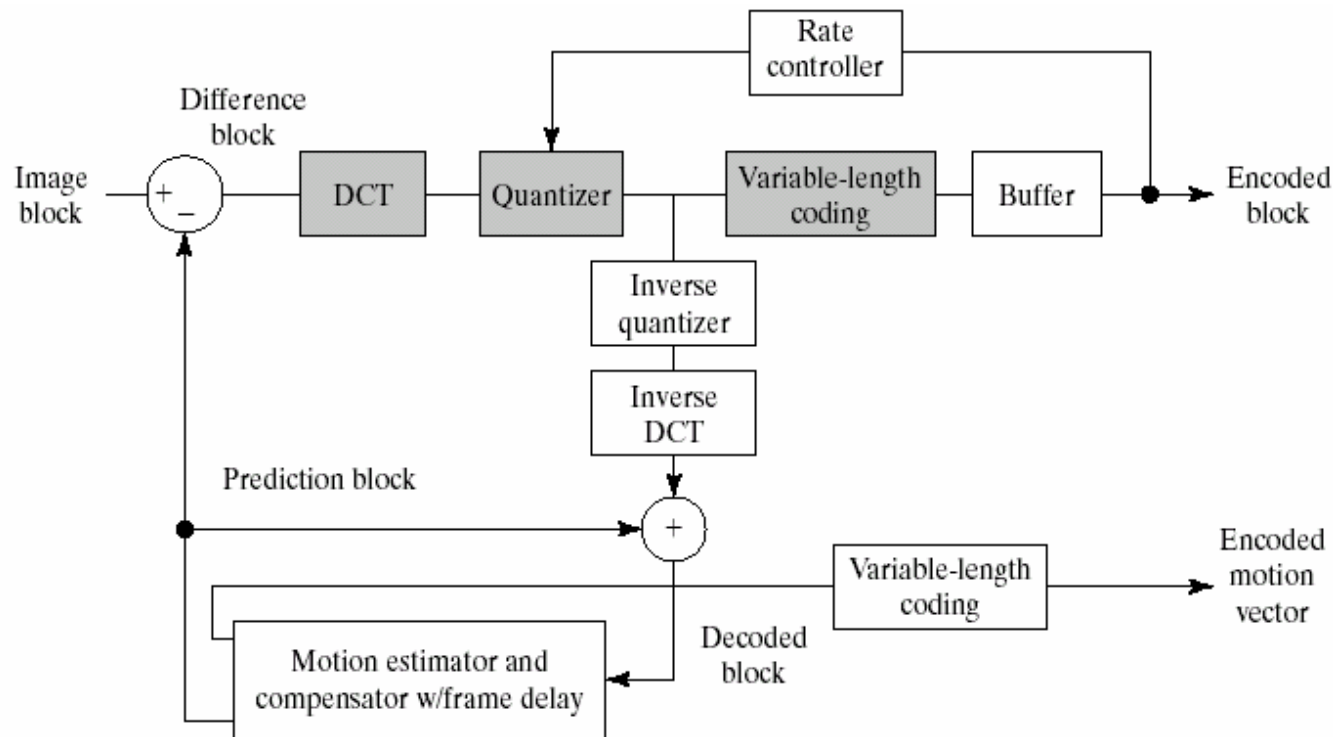 Rate
controller
Difference
block
Image
block
+
−
DCT
Quantizer
Variable-length
coding
Buffer
Encoded
block
Inverse
quantizer
Inverse
DCT
Prediction block
+
Variable-length
coding
Encoded
motion
vector
Motion estimator and
compensator w/frame delay
Decoded
block